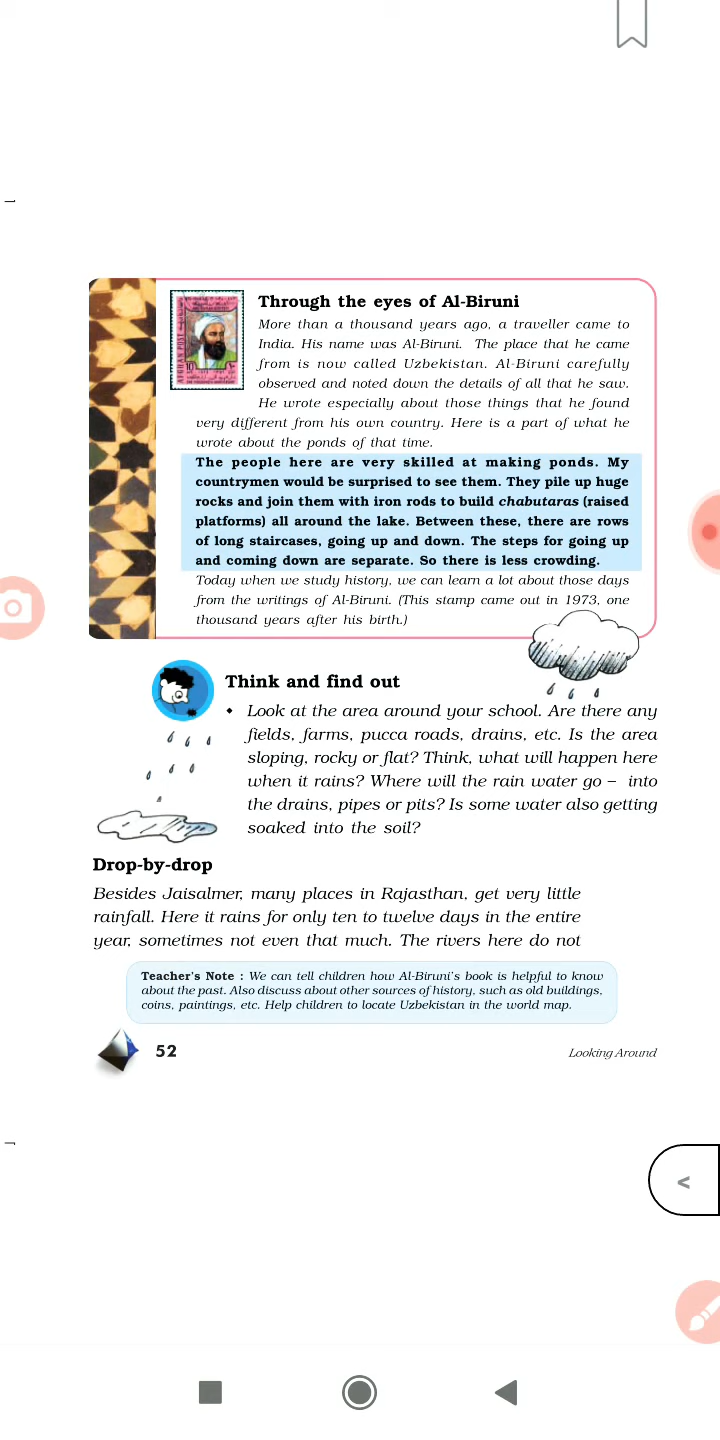 Through the eyes of Al-Biruni
More than a thousand years ago, a traveller came to
India. His name was Al-Biruni. The place that he came
from is now called Uzbekistan. Al-Biruni carefully
observed and noted down the details of all that he saw.
He wrote especially about those things that he found
very different from his own country. Here is a part of what he
wrote about the ponds of that time.
The people here are very skilled at making ponds. My
countrymen would be surprised to see them. They pile up huge
rocks and join them with iron rods to build chabutaras (raised
platforms) all around the lake. Between these, there are rows
of long staircases, going up and down. The steps for going up
and coming down are separate. So there is less crowding.
Today when we study history, we can learn a lot about those days
from the writings of Al-Biruni. (This stamp came out in 1973, one
thousand years after his birth.)
Think and find out
• Look at the area around your school. Are there any
fields, farms, pucca roads, drains, etc. Is the area
sloping, rocky or flat? Think, what will happen here
when it rains? Where will the rain water go – into
the drains, pipes or pits? Is some water also getting
soaked into the soil?
Drop-by-drop
Besides Jaisalmer, many places in Rajasthan, get very little
rainfall. Here it rains for only ten to twelve days in the entire
year, sometimes not even that much. The rivers here do not
Teacher's Note : We can tell children how Al-Biruni's book is helpful to know
about the past. Also discuss about other sources of history, such as old buildings,
coins, paintings, etc. Help children to locate Uzbekistan in the world map.
52
Looking Around